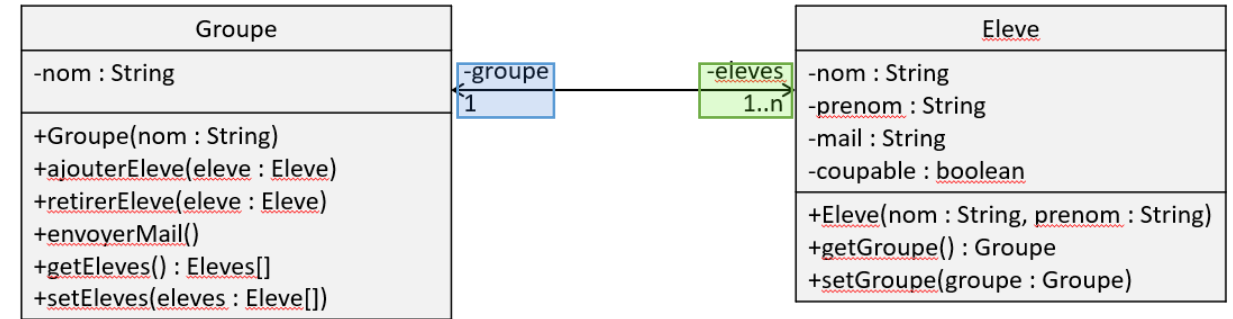 Groupe
-nom : String
+Groupe(nom : String)
+ajouterEleve(eleve : Eleve)
+retirerEleve(eleve : Eleve)
+envoyerMail()
+getEleves() : Eleves[]
+setEleves(eleves : Eleve[])
-groupe
1
-eleves
1..n
Eleve
-nom : String
-prenom : String
-mail : String
-coupable : boolean
+Eleve(nom : String, prenom : String)
+getGroupe() : Groupe
+setGroupe(groupe : Groupe)